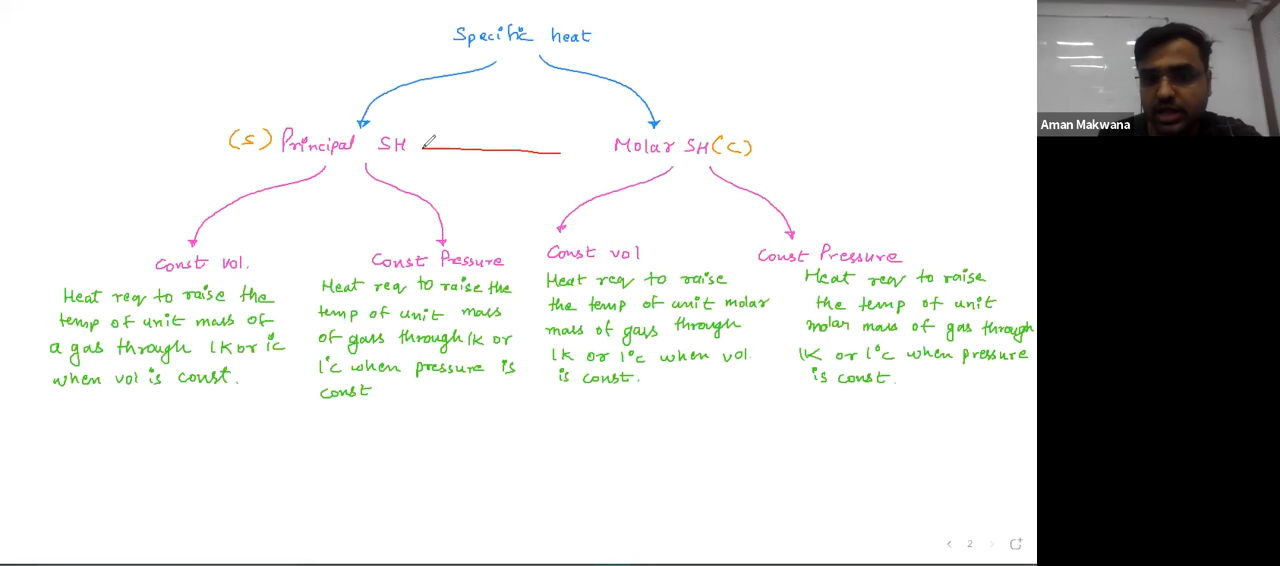 Specific heat
(S) Principal SH
Molar SH (C)
Const vol.
Heat req to raise the
temp of unit mass of
a gas through 1K or 1°C
when vol is const.
Const Pressure
Heat req to raise the
temp of unit mass
of gass through 1K or
1°C when pressure is
const
Const vol
Heat req to raise
the temp of unit molar
mass of gass through
1K or 1°C when vol.
is const.
Const Pressure
Heat req to raise
the temp of unit
molar mass of gas through
1K or 1°C when pressure
is const.
Aman Makwana
2